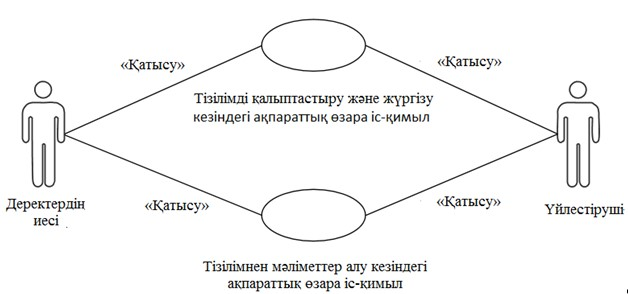 «Қатысу»
«Қатысу»
Тізілімді қалыптастыру және жүргізу
кезіндегі ақпараттық өзара іс-қимыл
Деректердің
иесі
«Қатысу»
«Қатысу»
Үйлестіруші
Тізілімнен мәліметтер алу кезіндегі
ақпараттық өзара іс-қимыл